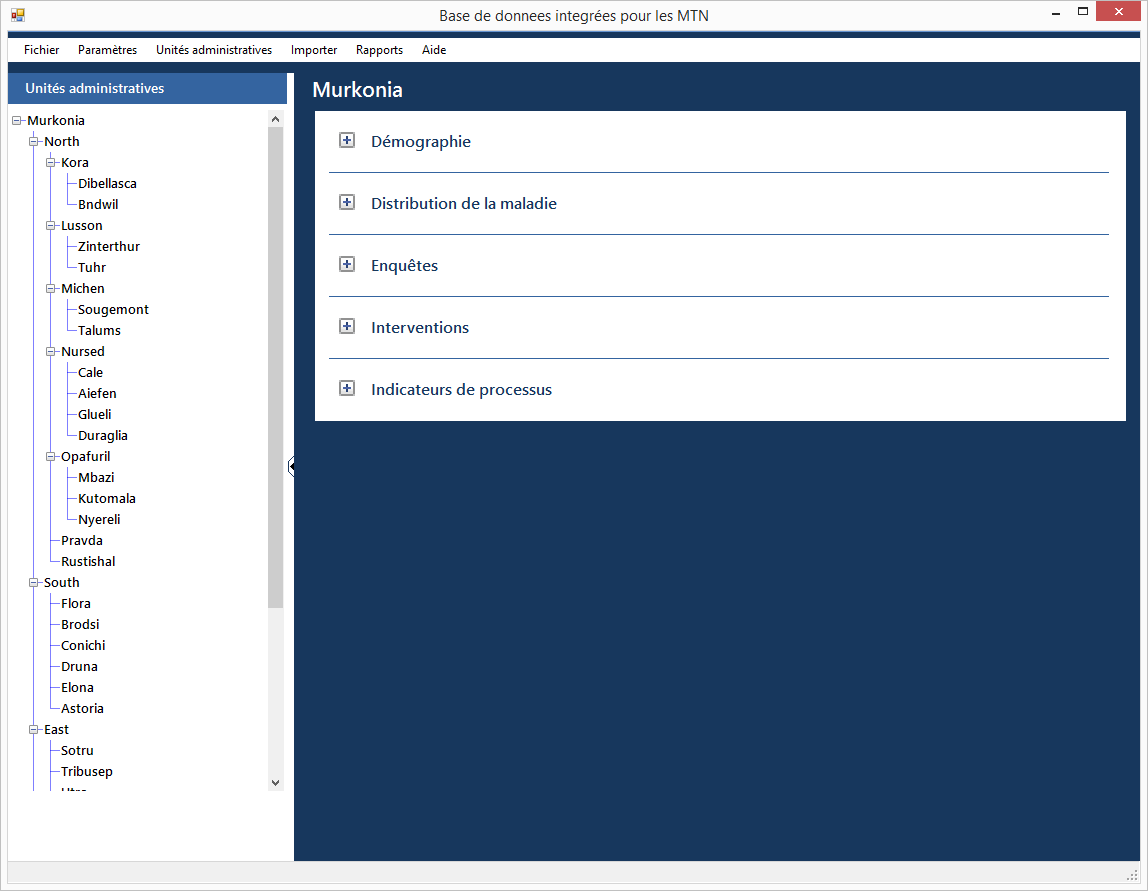 Base de donnees integrées pour les MTN
Fichier Paramètres Unités administratives Importer Rapports Aide
Unités administratives
Murkonia
North
Kora
Dibellasca
Bndwil
Lusson
Zinterthur
Tuhr
Michen
Sougemont
Talums
Nursed
Cale
Aiefen
Glueli
Duraglia
Opafuril
Mbazi
Kutomala
Nyereli
Pravda
Rustishal
South
Flora
Brodsi
Conichi
Druna
Elona
Astoria
East
Sotru
Tribusep
Murkonia
Démographie
Distribution de la maladie
Enquêtes
Interventions
Indicateurs de processus